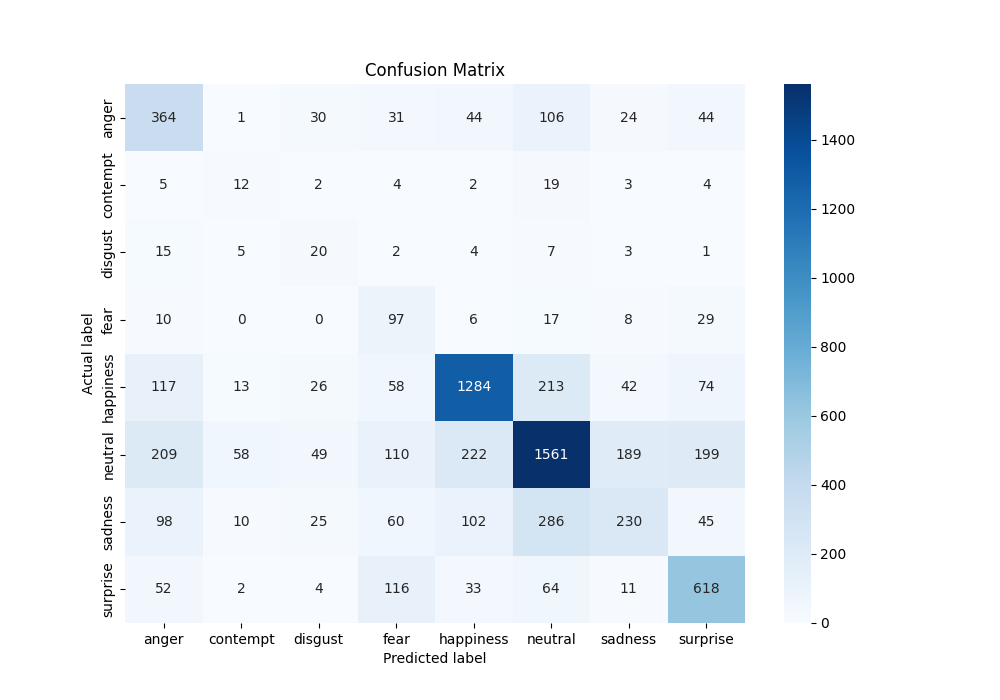 Confusion Matrix
anger 364 1 30 31 44 106 24 44
contempt 5 12 2 4 2 19 3 4
disgust 15 5 20 2 4 7 3 1
fear 10 0 0 97 6 17 8 29
happiness 117 13 26 58 1284 213 42 74
neutral 209 58 49 110 222 1561 189 199
sadness 98 10 25 60 102 286 230 45
surprise 52 2 4 116 33 64 11 618
anger contempt disgust fear happiness neutral sadness surprise
Predicted label
Actual label
1400
1200
1000
800
600
400
200
0